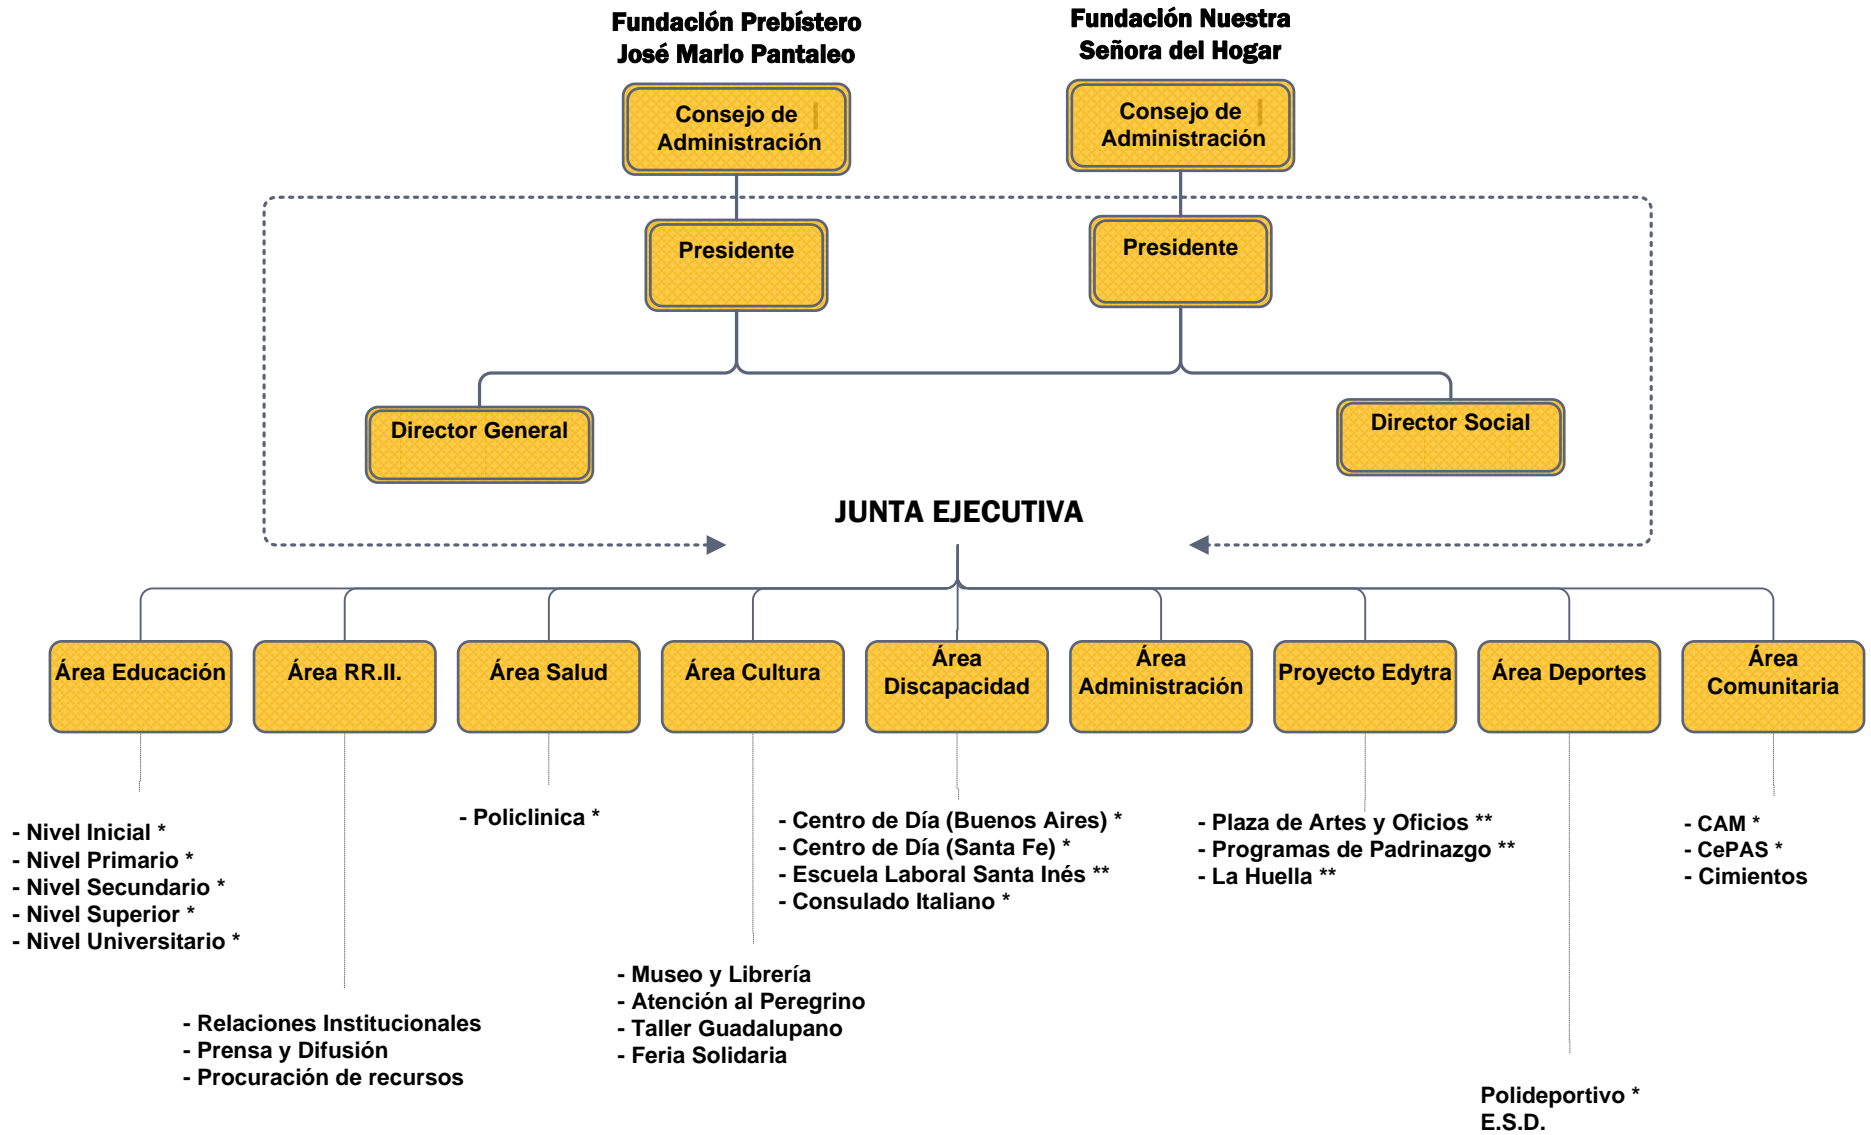 Fundación Prebístero
José Mario Pantaleo
Fundación Nuestra
Señora del Hogar
Consejo de
Administración
Consejo de
Administración
Presidente
Presidente
Director General
Director Social
JUNTA EJECUTIVA
Área Educación
Área RR.II.
Área Salud
Área Cultura
Área
Discapacidad
Área
Administración
Proyecto Edytra
Área Deportes
Área
Comunitaria
- Nivel Inicial *
- Nivel Primario *
- Nivel Secundario *
- Nivel Superior *
- Nivel Universitario *
- Relaciones Institucionales
- Prensa y Difusión
- Procuración de recursos
- Policlinica *
- Museo y Librería
- Atención al Peregrino
- Taller Guadalupano
- Feria Solidaria
- Centro de Día (Buenos Aires) *
- Centro de Día (Santa Fe) *
- Escuela Laboral Santa Inés **
- Consulado Italiano *
- Plaza de Artes y Oficios **
- Programas de Padrinazgo **
- La Huella **
Polideportivo *
E.S.D.
- CAM *
- CePAS *
- Cimientos